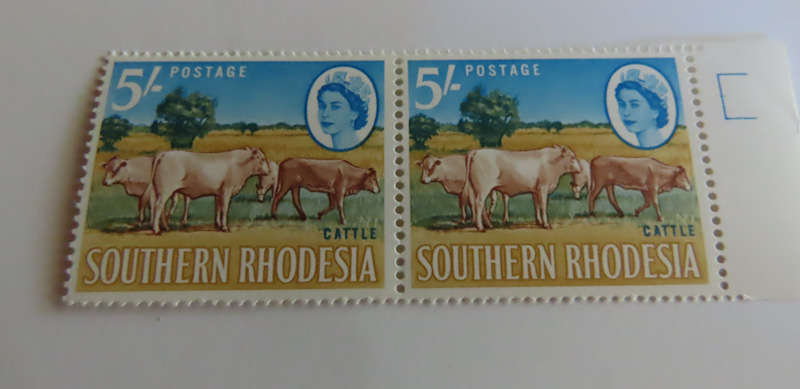 5/- POSTAGE
CATTLE
SOUTHERN RHODESIA
5/- POSTAGE
CATTLE
SOUTHERN RHODESIA